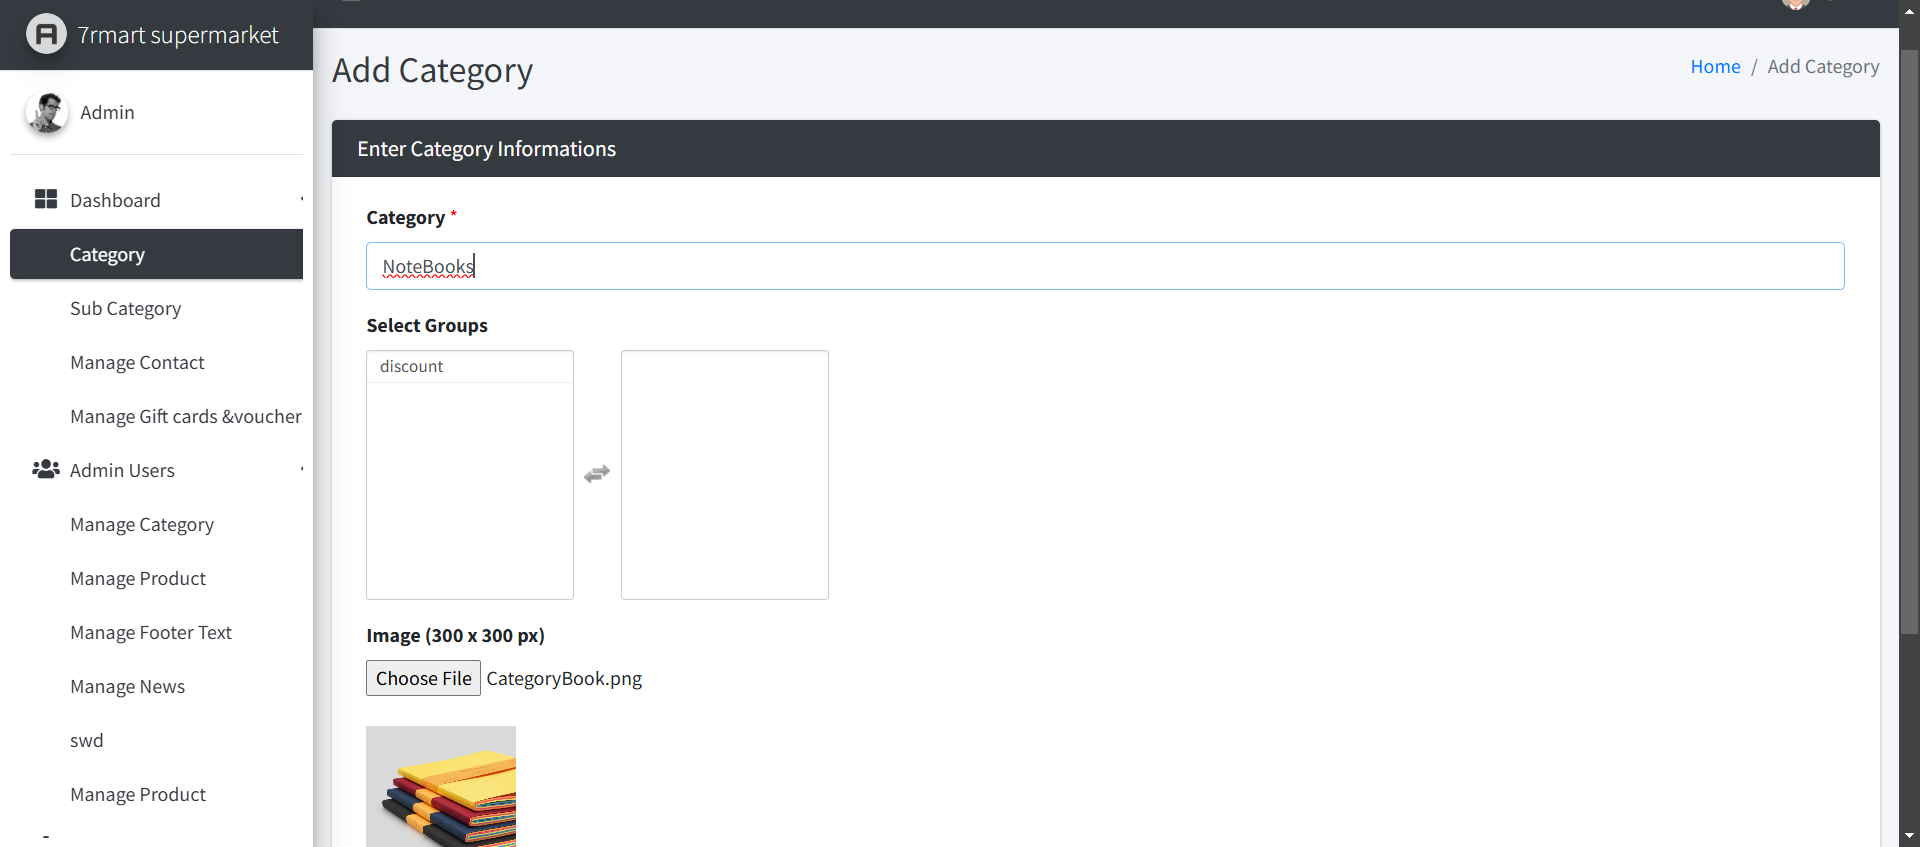 7rmart supermarket
Admin
Dashboard
Category
Sub Category
Manage Contact
Manage Gift cards &voucher
Admin Users
Manage Category
Manage Product
Manage Footer Text
Manage News
swd
Manage Product
Add Category
Home / Add Category
Enter Category Informations
Category *
NoteBooks
Select Groups
discount
Image (300 x 300 px)
Choose File CategoryBook.png